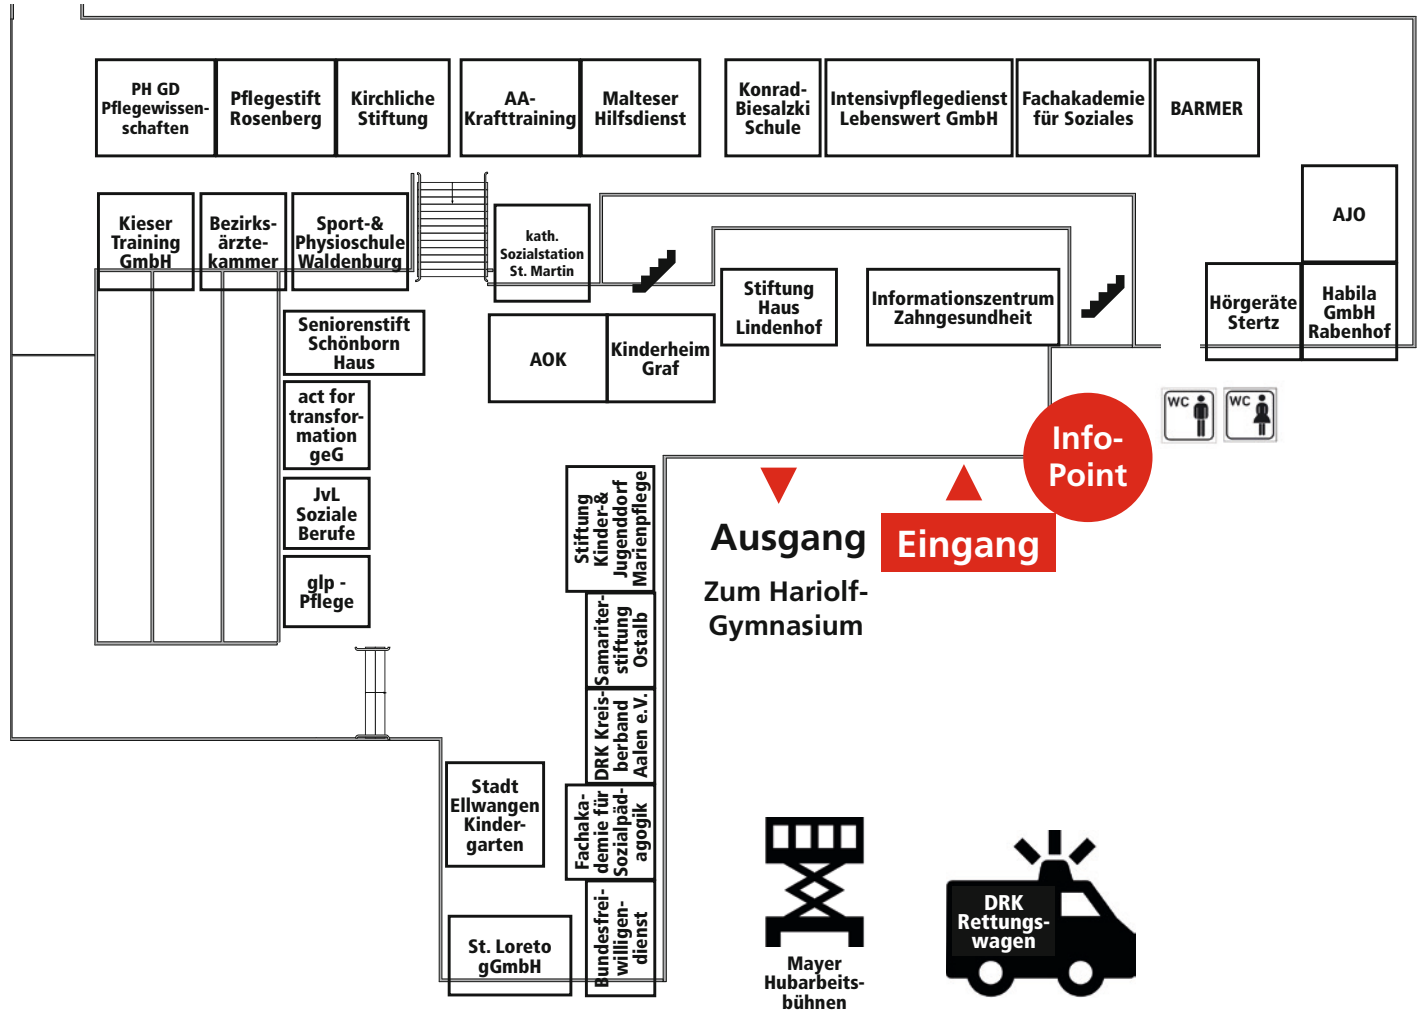 PH GD
Pflegewissen-
schaften
Pflegestift
Rosenberg
Kirchliche
Stiftung
AA-
Krafttraining
Malteser
Hilfsdienst
Konrad-
Biesalzki
Schule
Intensivpflegedienst
Lebenswert GmbH
Fachakademie
für Soziales
BARMER
AJO
Kieser
Training
GmbH
Bezirks-
ärzte-
kammer
Sport-&
Physioschule
Waldenburg
kath.
Sozialstation
St. Martin
Stiftung
Haus
Lindenhof
Informationszentrum
Zahngesundheit
Hörgeräte
Stertz
Habila
GmbH
Rabenhof
Seniorenstift
Schönborn
Haus
AOK
Kinderheim
Graf
act for
transfor-
mation
geG
WC
WC
Info-
Point
JvL
Soziale
Berufe
Stiftung
Kinder-&
Jugenddorf
Marienpflege
Ausgang
Eingang
Zum Hariolf-
Gymnasium
glp -
Pflege
Samariter-
stiftung
Ostalb
DRK Kreis-
berband
Aalen e.V.
Stadt
Ellwangen
Kinder-
garten
Fachaka-
demie für
Sozialpäd-
agogik
St. Loreto
gGmbH
Bundesfrei-
willigen-
dienst
Mayer
Hubarbeits-
bühnen
DRK
Rettungs-
wagen